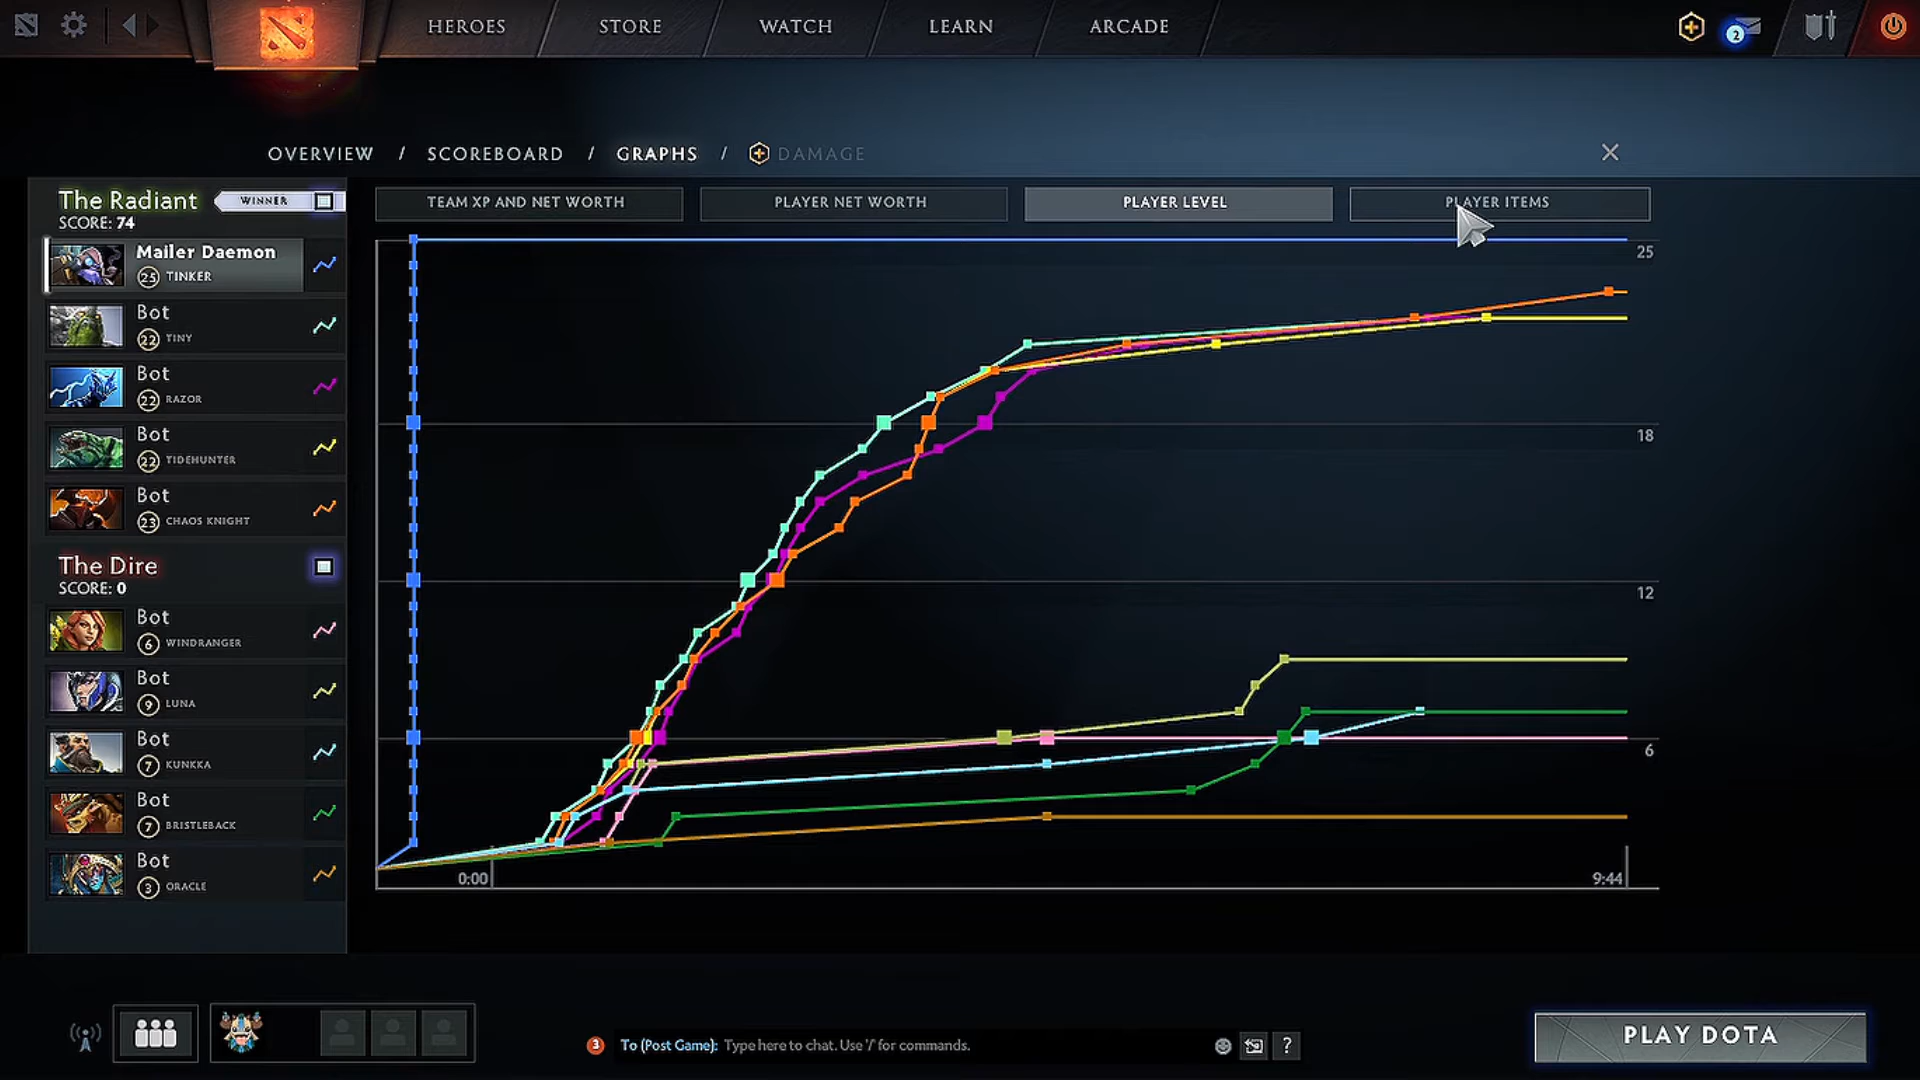 HEROES
STORE
WATCH
LEARN
ARCADE
2
OVERVIEW / SCOREBOARD / GRAPHS / DAMAGE
The Radiant
WINNER
SCORE: 74
TEAM XP AND NET WORTH
PLAYER NET WORTH
PLAYER LEVEL
PLAYER ITEMS
Mailer Daemon
25 TINKER
Bot
22 TINY
Bot
22 RAZOR
Bot
22 TIDEHUNTER
Bot
23 CHAOS KNIGHT
The Dire
SCORE: 0
Bot
6 WINDRANGER
Bot
9 LUNA
Bot
7 KUNKKA
Bot
7 BRISTLEBACK
Bot
3 ORACLE
25
18
12
6
0:00
9:44
3
To (Post Game): Type here to chat. Use '/' for commands.
?
PLAY DOTA